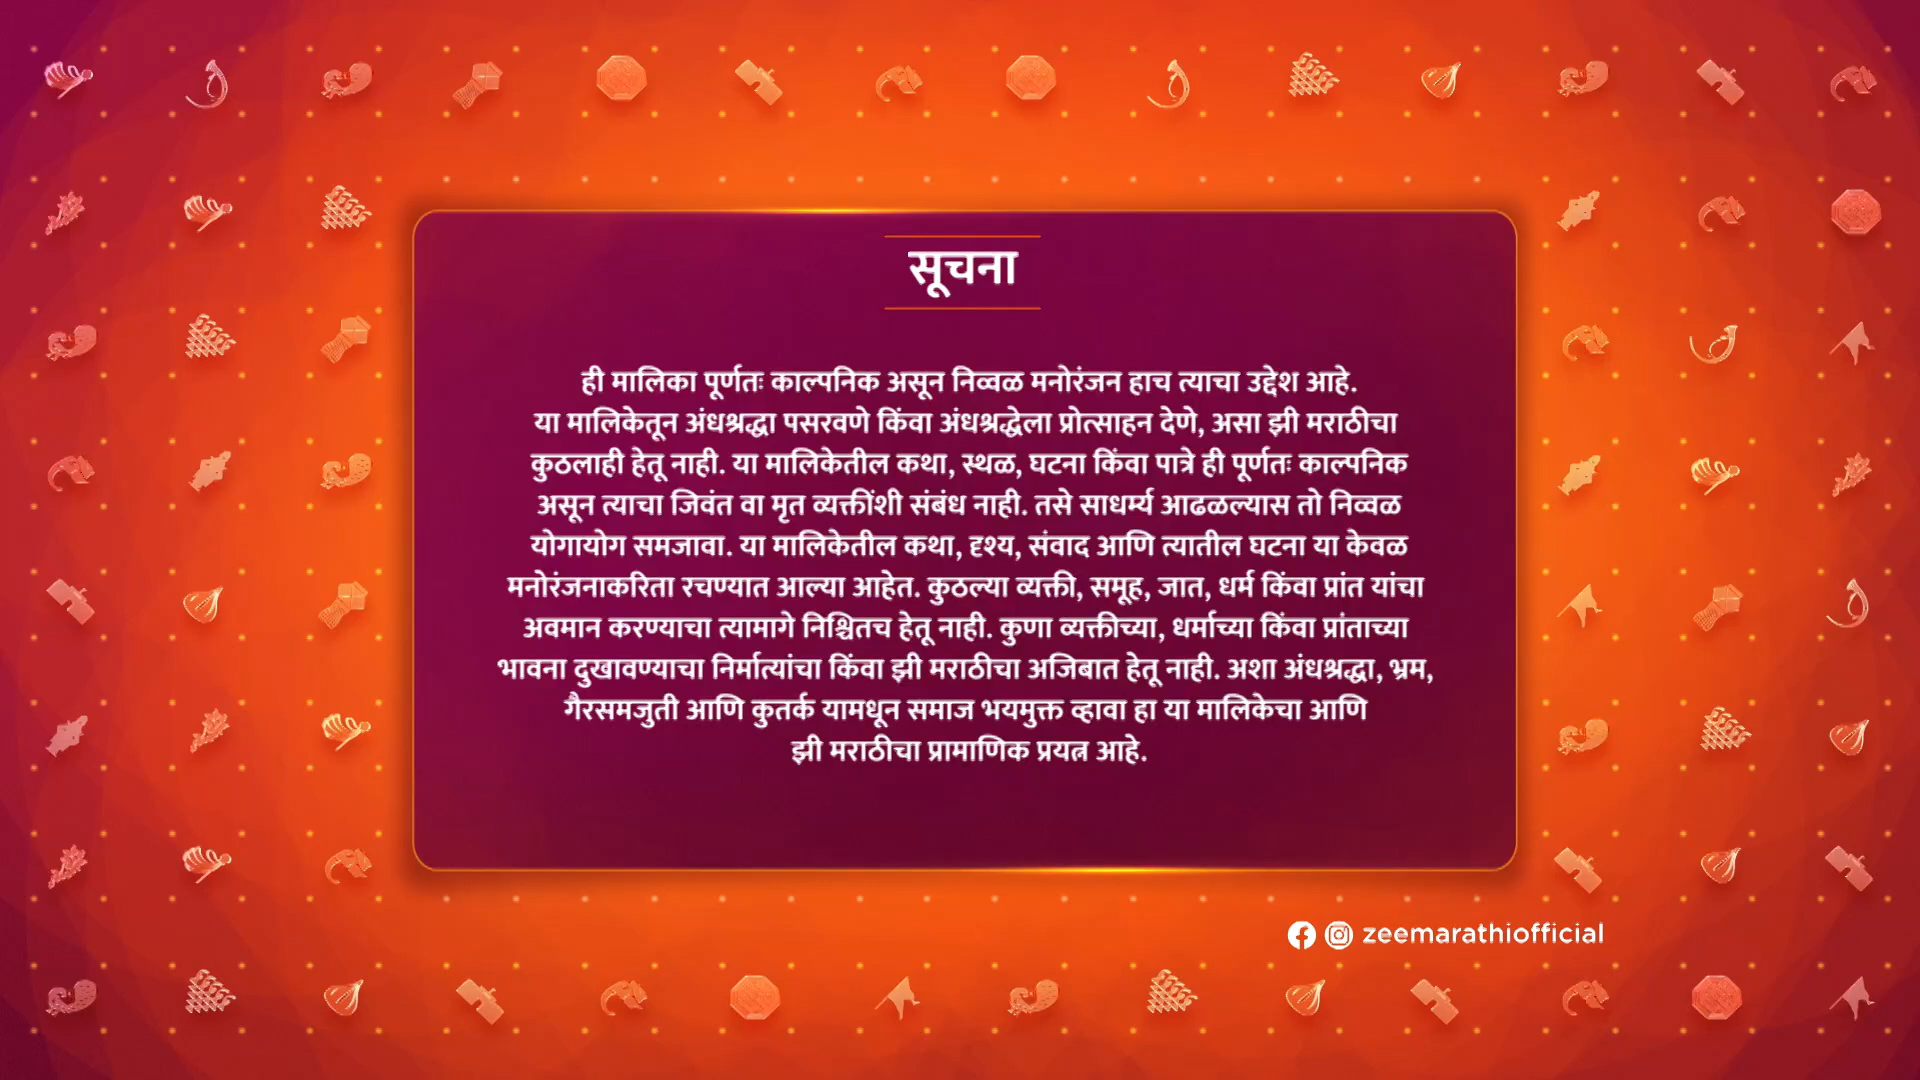 सूचना
ही मालिका पूर्णतः काल्पनिक असून निव्वळ मनोरंजन हाच त्याचा उद्देश आहे.
या मालिकेतून अंधश्रद्धा पसरवणे किंवा अंधश्रद्धेला प्रोत्साहन देणे, असा झी मराठीचा
कुठलाही हेतू नाही. या मालिकेतील कथा, स्थळ, घटना किंवा पात्रे ही पूर्णतः काल्पनिक
असून त्याचा जिवंत वा मृत व्यक्तींशी संबंध नाही. तसे साधर्म्य आढळल्यास तो निव्वळ
योगायोग समजावा. या मालिकेतील कथा, दृश्य, संवाद आणि त्यातील घटना या केवळ
मनोरंजनाकरिता रचण्यात आल्या आहेत. कुठल्या व्यक्ती, समूह, जात, धर्म किंवा प्रांत यांचा
अवमान करण्याचा त्यामागे निश्चितच हेतू नाही. कुणा व्यक्तीच्या, धर्माच्या किंवा प्रांताच्या
भावना दुखावण्याचा निर्मात्यांचा किंवा झी मराठीचा अजिबात हेतू नाही. अशा अंधश्रद्धा, भ्रम,
गैरसमजुती आणि कुतर्क यामधून समाज भयमुक्त व्हावा हा या मालिकेचा आणि
झी मराठीचा प्रामाणिक प्रयत्न आहे.
zeemarathiofficial